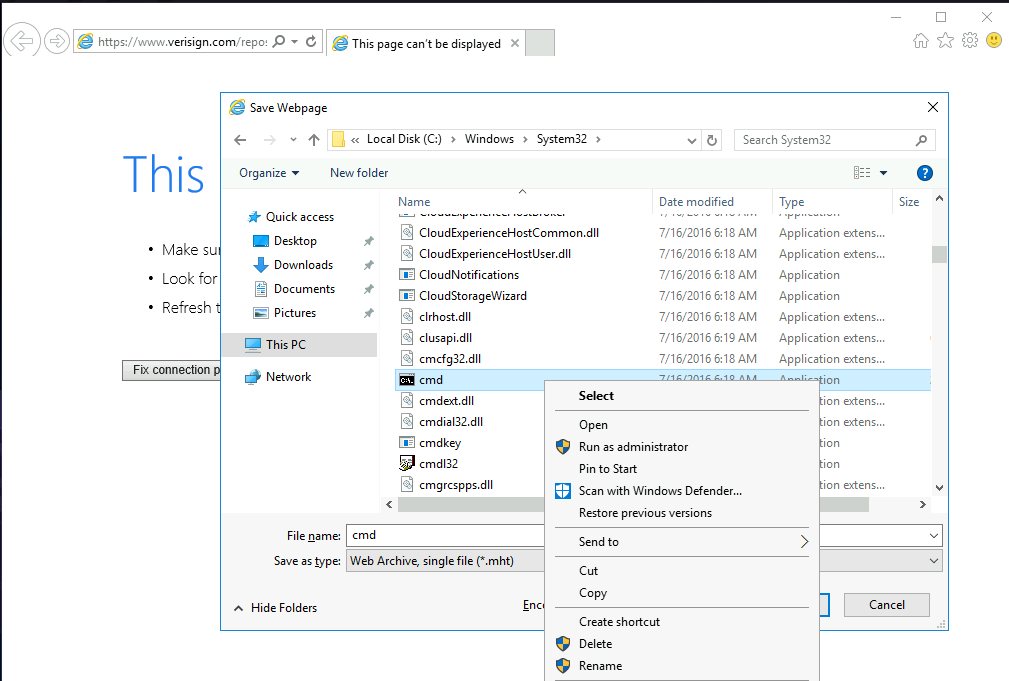 https://www.verisign.com/repos
This page can't be displayed
Save Webpage
« Local Disk (C:) › Windows › System32 ›
Search System32
This
Organize
New folder
Name
Date modified
Type
Size
Quick access
Desktop
Downloads
Documents
Pictures
This PC
Network
• Make sur
• Look for
• Refresh t
Fix connection p
CloudExperienceHostBroker 7/16/2016 6:18 AM Application
CloudExperienceHostCommon.dll 7/16/2016 6:18 AM Application extens...
CloudExperienceHostUser.dll 7/16/2016 6:18 AM Application extens...
CloudNotifications 7/16/2016 6:18 AM Application
CloudStorageWizard 7/16/2016 6:18 AM Application
clrhost.dll 7/16/2016 6:18 AM Application extens...
clusapi.dll 7/16/2016 6:19 AM Application extens...
cmcfg32.dll 7/16/2016 6:18 AM Application extens...
cmd 7/16/2016 6:18 AM Application
cmdext.dll extens...
cmdial32.dll extens...
cmdkey tion
cmdl32 tion
cmgrcspps.dll extens...
Select
Open
Run as administrator
Pin to Start
Scan with Windows Defender...
Restore previous versions
Send to
Cut
Copy
Create shortcut
Delete
Rename
File name: cmd
Save as type: Web Archive, single file (*.mht)
Hide Folders
Enco
Cancel